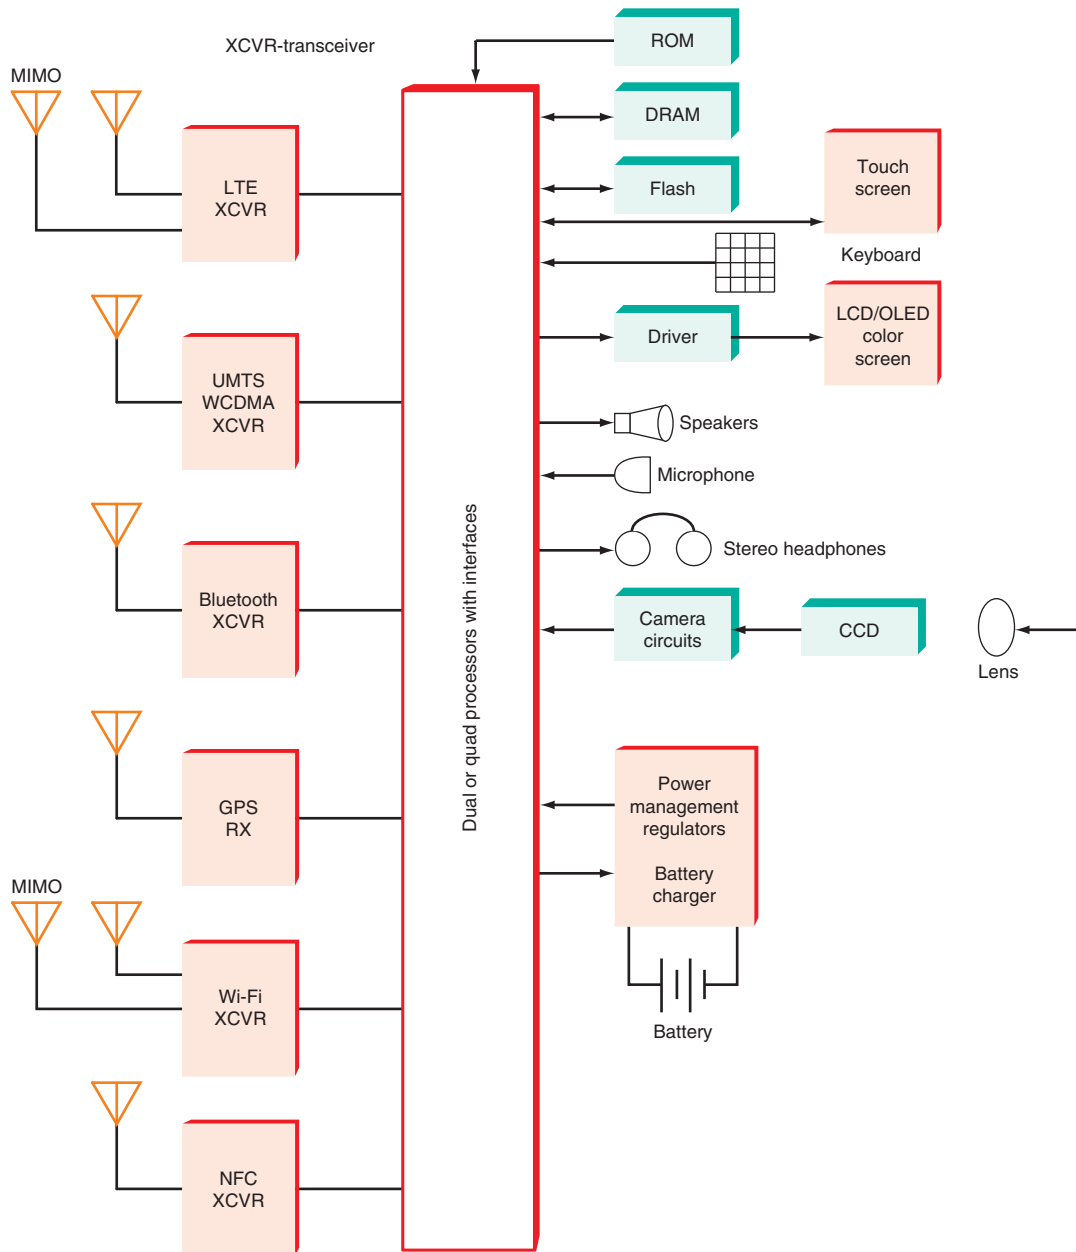 XCVR-transceiver
MIMO
LTE
XCVR
UMTS
WCDMA
XCVR
Bluetooth
XCVR
GPS
RX
MIMO
Wi-Fi
XCVR
NFC
XCVR
Dual or quad processors with interfaces
ROM
DRAM
Flash
Touch
screen
Keyboard
Driver
LCD/OLED
color
screen
Speakers
Microphone
Stereo headphones
Camera
circuits
CCD
Lens
Power
management
regulators
Battery
charger
Battery